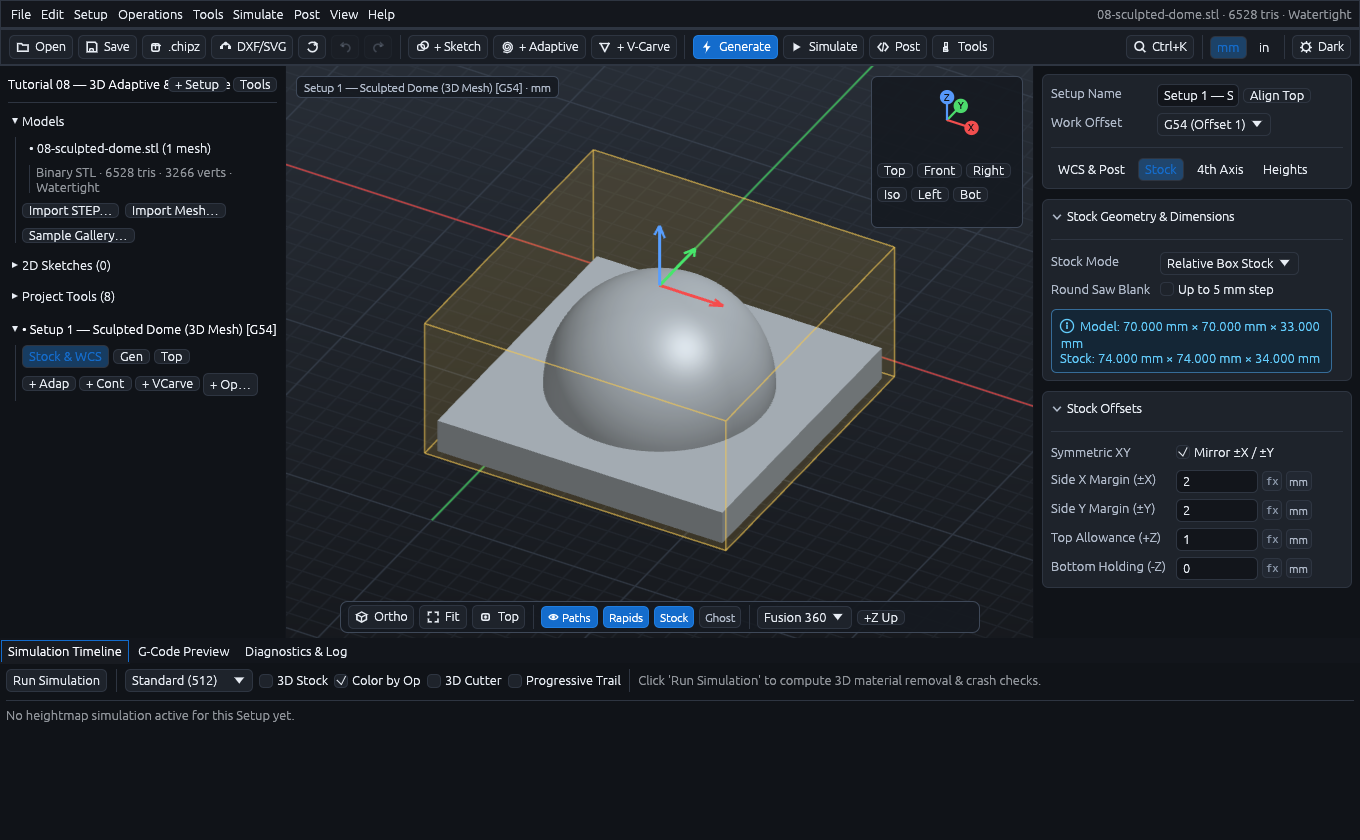 File Edit Setup Operations Tools Simulate Post View Help
08-sculpted-dome.stl · 6528 tris · Watertight
Open Save .chipz DXF/SVG + Sketch + Adaptive + V-Carve Generate Simulate Post Tools Ctrl+K mm in Dark
Tutorial 08 — 3D Adaptive & + Setup Tools
Models
• 08-sculpted-dome.stl (1 mesh)
Binary STL · 6528 tris · 3266 verts ·
Watertight
Import STEP… Import Mesh…
Sample Gallery…
2D Sketches (0)
Project Tools (8)
• Setup 1 — Sculpted Dome (3D Mesh) [G54]
Stock & WCS Gen Top
+ Adap + Cont + VCarve + Op…
Setup 1 — Sculpted Dome (3D Mesh) [G54] · mm
Z
Y
X
Top Front Right
Iso Left Bot
Ortho Fit Top Paths Rapids Stock Ghost Fusion 360 +Z Up
Setup Name Setup 1 — S Align Top
Work Offset G54 (Offset 1)
WCS & Post Stock 4th Axis Heights
Stock Geometry & Dimensions
Stock Mode Relative Box Stock
Round Saw Blank Up to 5 mm step
Model: 70.000 mm × 70.000 mm × 33.000
mm
Stock: 74.000 mm × 74.000 mm × 34.000 mm
Stock Offsets
Symmetric XY Mirror ±X / ±Y
Side X Margin (±X) 2 fx mm
Side Y Margin (±Y) 2 fx mm
Top Allowance (+Z) 1 fx mm
Bottom Holding (-Z) 0 fx mm
Simulation Timeline G-Code Preview Diagnostics & Log
Run Simulation Standard (512) 3D Stock Color by Op 3D Cutter Progressive Trail Click 'Run Simulation' to compute 3D material removal & crash checks.
No heightmap simulation active for this Setup yet.